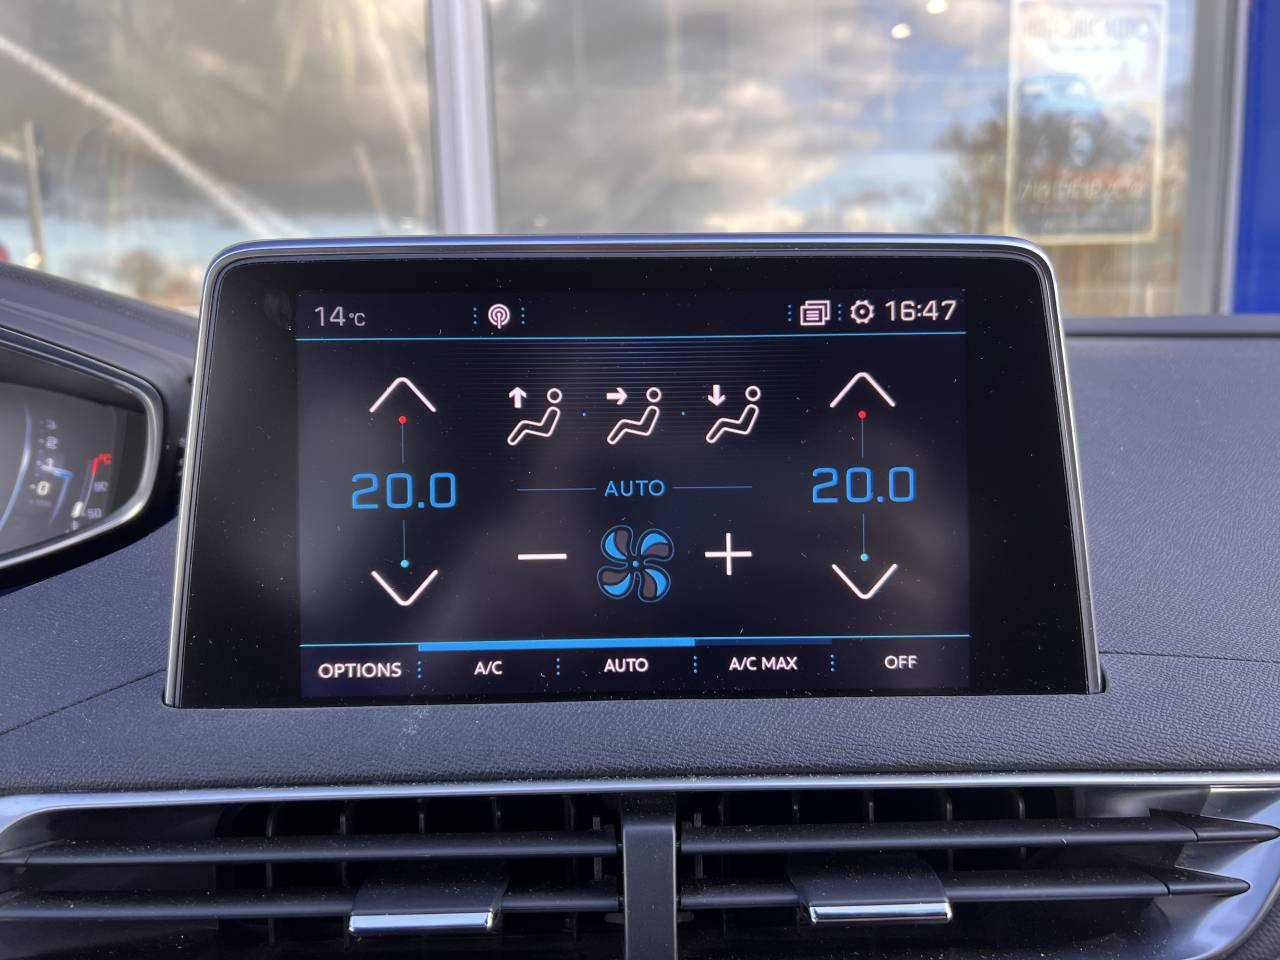 14°C
16:47
20.0
AUTO
20.0
OPTIONS
A/C
AUTO
A/C MAX
OFF